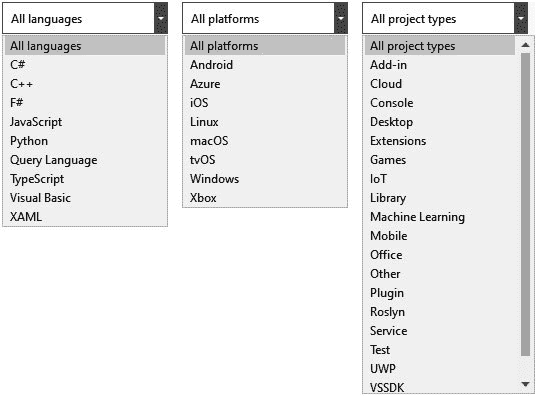 All languages
All languages
C#
C++
F#
JavaScript
Python
Query Language
TypeScript
Visual Basic
XAML
All platforms
All platforms
Android
Azure
iOS
Linux
macOS
tvOS
Windows
Xbox
All project types
All project types
Add-in
Cloud
Console
Desktop
Extensions
Games
IoT
Library
Machine Learning
Mobile
Office
Other
Plugin
Roslyn
Service
Test
UWP
VSSDK